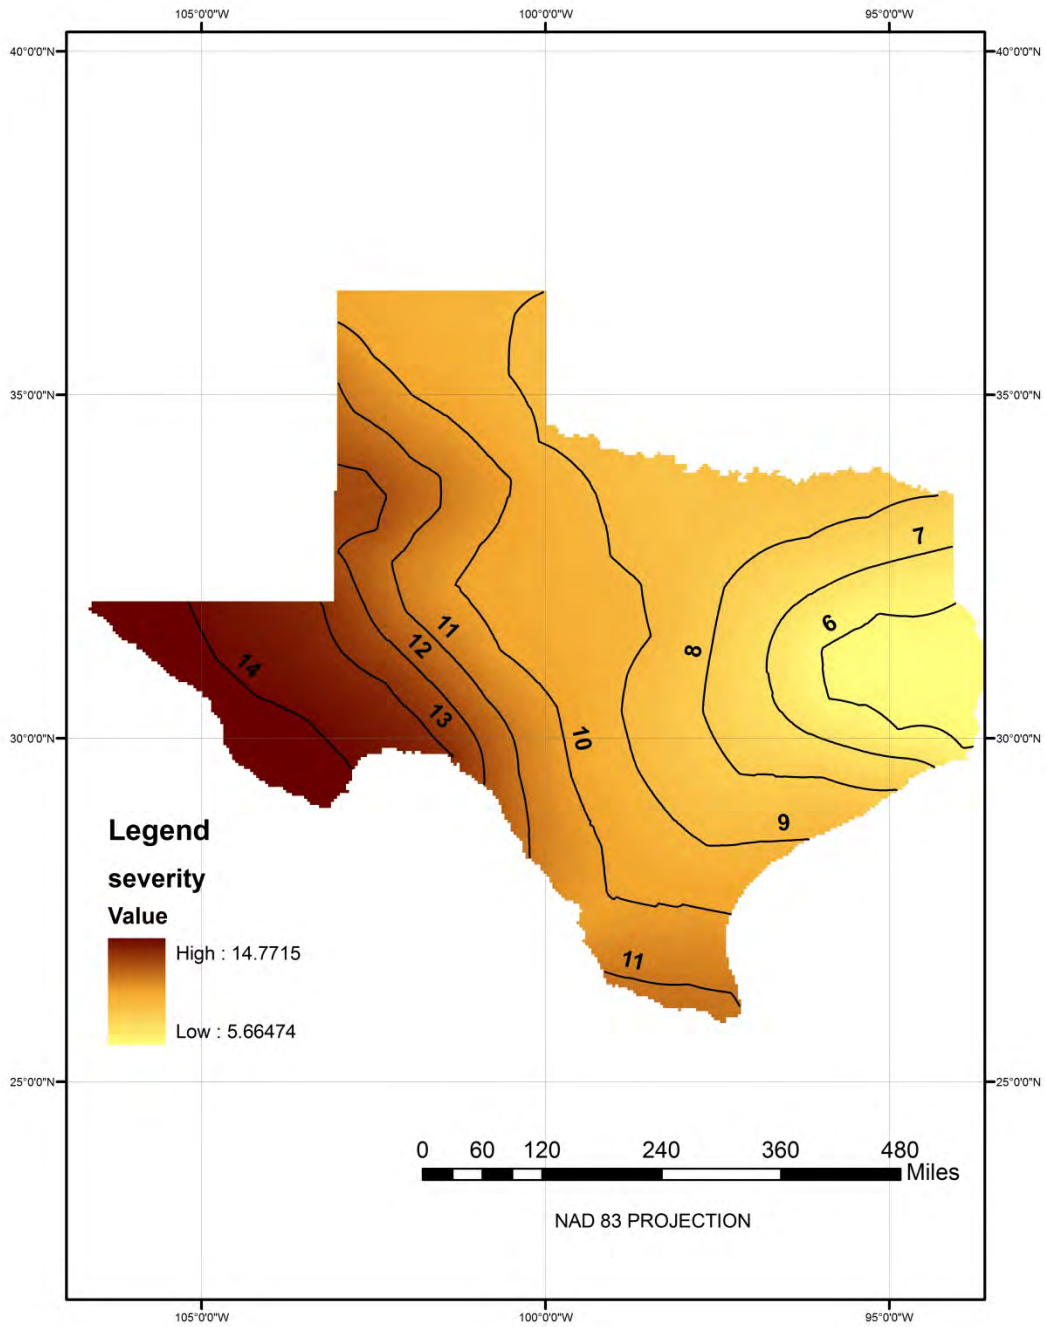 105°0'0"W 100°0'0"W 95°0'0"W
40°0'0"N 40°0'0"N
35°0'0"N 35°0'0"N
7
6
11
12
8
14
13
10
30°0'0"N 30°0'0"N
9
Legend
severity
Value
High : 14.7715
11
Low : 5.66474
25°0'0"N 25°0'0"N
0 60 120 240 360 480
Miles
NAD 83 PROJECTION
105°0'0"W 100°0'0"W 95°0'0"W